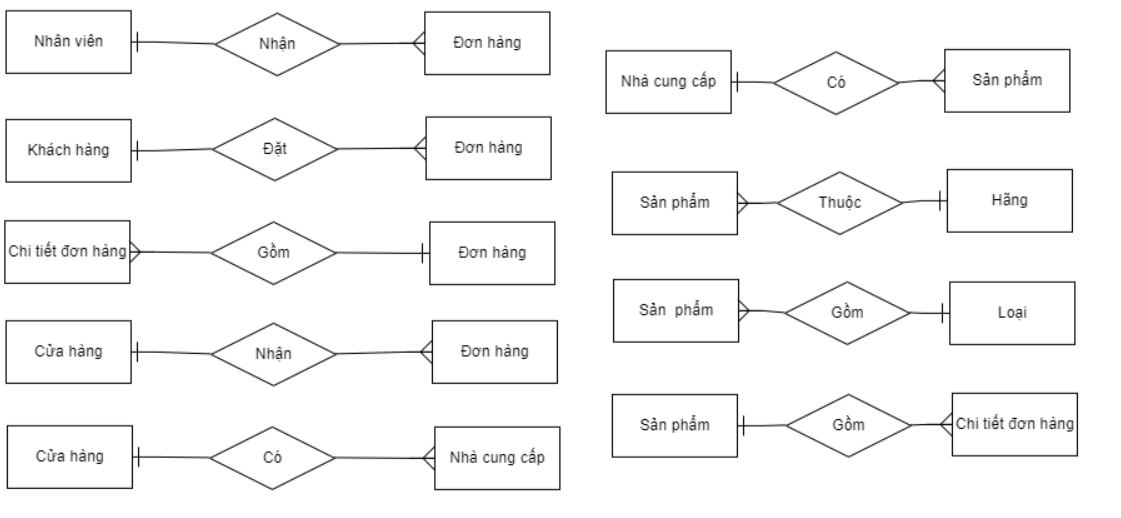 Nhân viên
Nhận
Đơn hàng
Khách hàng
Đặt
Đơn hàng
Chi tiết đơn hàng
Gồm
Đơn hàng
Cửa hàng
Nhận
Đơn hàng
Cửa hàng
Có
Nhà cung cấp
Nhà cung cấp
Có
Sản phẩm
Sản phẩm
Thuộc
Hãng
Sản phẩm
Gồm
Loại
Sản phẩm
Gồm
Chi tiết đơn hàng